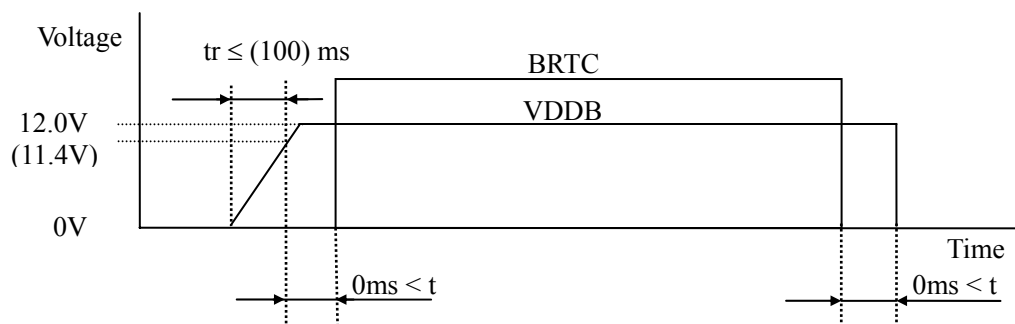 Voltage
tr ≤ (100) ms
BRTC
VDDB
12.0V
(11.4V)
0V
Time
0ms < t
0ms < t